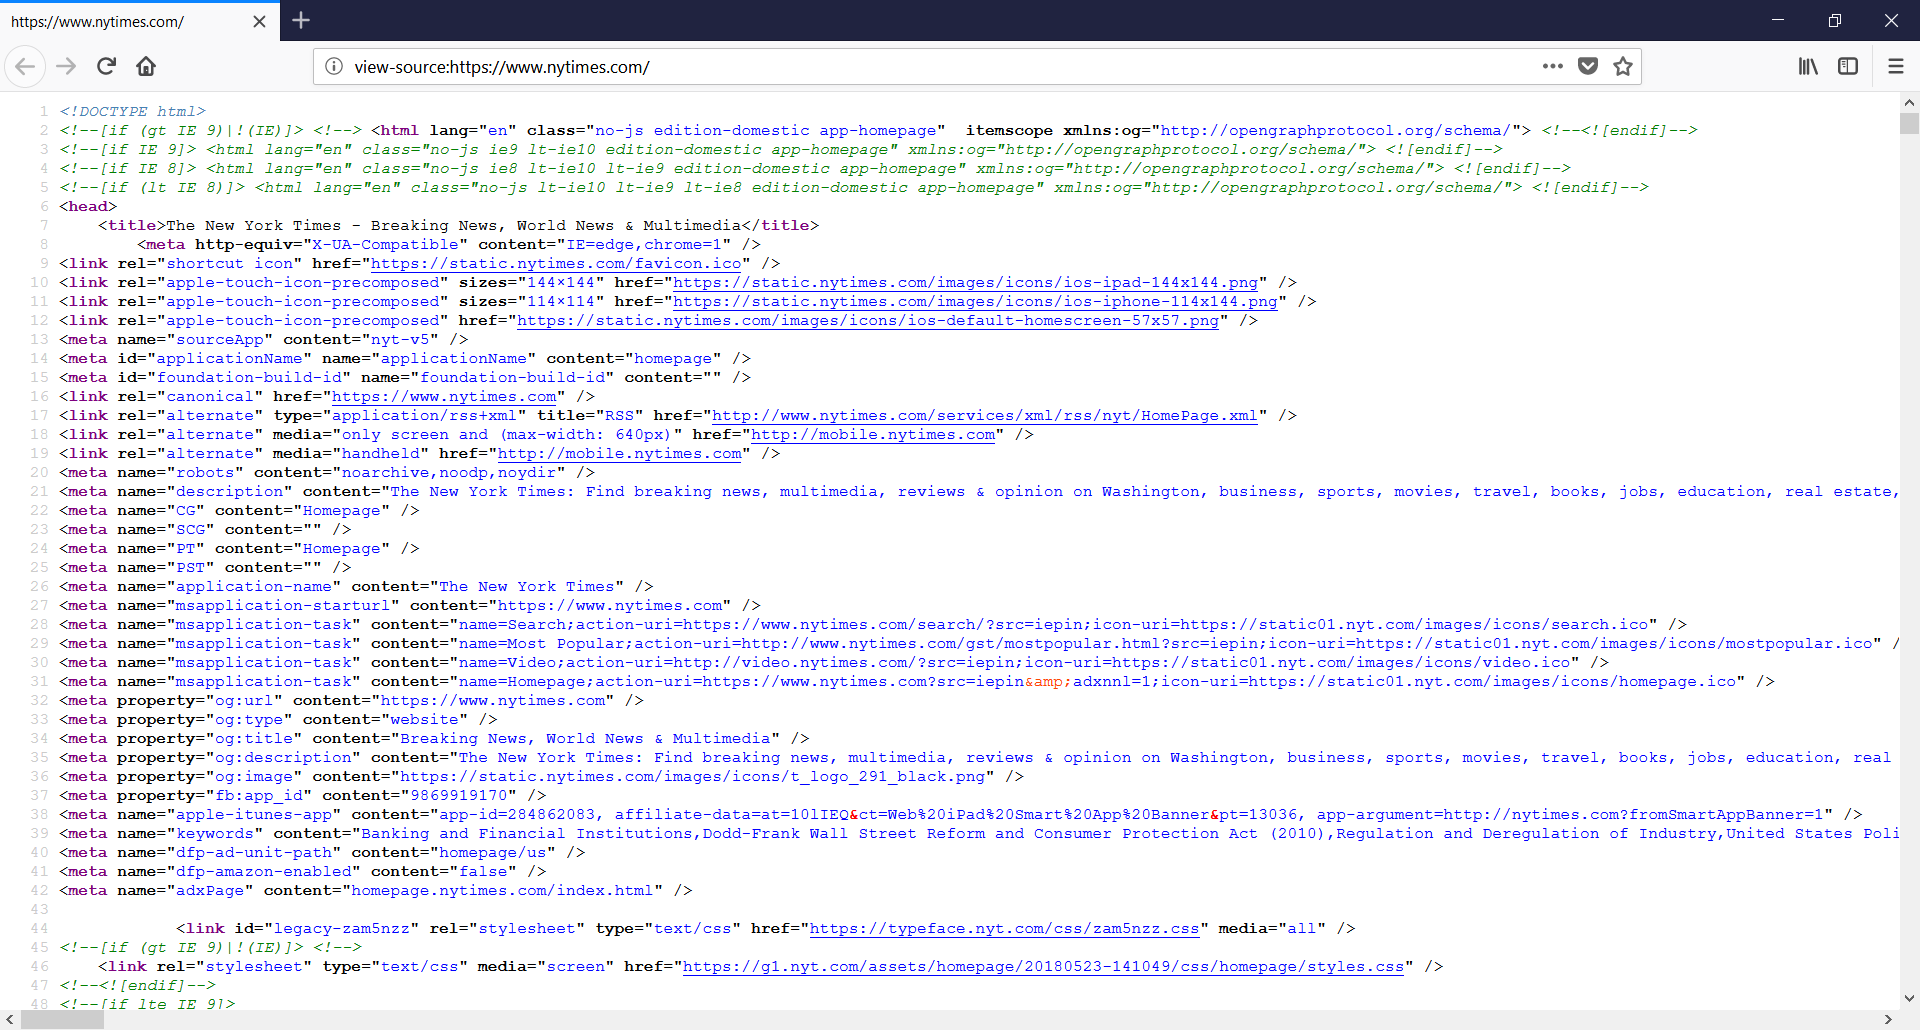 https://www.nytimes.com/
view-source:https://www.nytimes.com/
1 <!DOCTYPE html>
2 <!--[if (gt IE 9)|!(IE)]> <!--> <html lang="en" class="no-js edition-domestic app-homepage"  itemscope xmlns:og="http://opengraphprotocol.org/schema/"> <!--<![endif]-->
3 <!--[if IE 9]> <html lang="en" class="no-js ie9 lt-ie10 edition-domestic app-homepage" xmlns:og="http://opengraphprotocol.org/schema/"> <![endif]-->
4 <!--[if IE 8]> <html lang="en" class="no-js ie8 lt-ie10 lt-ie9 edition-domestic app-homepage" xmlns:og="http://opengraphprotocol.org/schema/"> <![endif]-->
5 <!--[if (lt IE 8)]> <html lang="en" class="no-js lt-ie10 lt-ie9 lt-ie8 edition-domestic app-homepage" xmlns:og="http://opengraphprotocol.org/schema/"> <![endif]-->
6 <head>
7     <title>The New York Times - Breaking News, World News & Multimedia</title>
8         <meta http-equiv="X-UA-Compatible" content="IE=edge,chrome=1" />
9 <link rel="shortcut icon" href="https://static.nytimes.com/favicon.ico" />
10 <link rel="apple-touch-icon-precomposed" sizes="144×144" href="https://static.nytimes.com/images/icons/ios-ipad-144x144.png" />
11 <link rel="apple-touch-icon-precomposed" sizes="114×114" href="https://static.nytimes.com/images/icons/ios-iphone-114x144.png" />
12 <link rel="apple-touch-icon-precomposed" href="https://static.nytimes.com/images/icons/ios-default-homescreen-57x57.png" />
13 <meta name="sourceApp" content="nyt-v5" />
14 <meta id="applicationName" name="applicationName" content="homepage" />
15 <meta id="foundation-build-id" name="foundation-build-id" content="" />
16 <link rel="canonical" href="https://www.nytimes.com" />
17 <link rel="alternate" type="application/rss+xml" title="RSS" href="http://www.nytimes.com/services/xml/rss/nyt/HomePage.xml" />
18 <link rel="alternate" media="only screen and (max-width: 640px)" href="http://mobile.nytimes.com" />
19 <link rel="alternate" media="handheld" href="http://mobile.nytimes.com" />
20 <meta name="robots" content="noarchive,noodp,noydir" />
21 <meta name="description" content="The New York Times: Find breaking news, multimedia, reviews & opinion on Washington, business, sports, movies, travel, books, jobs, education, real estate,
22 <meta name="CG" content="Homepage" />
23 <meta name="SCG" content="" />
24 <meta name="PT" content="Homepage" />
25 <meta name="PST" content="" />
26 <meta name="application-name" content="The New York Times" />
27 <meta name="msapplication-starturl" content="https://www.nytimes.com" />
28 <meta name="msapplication-task" content="name=Search;action-uri=https://www.nytimes.com/search/?src=iepin;icon-uri=https://static01.nyt.com/images/icons/search.ico" />
29 <meta name="msapplication-task" content="name=Most Popular;action-uri=http://www.nytimes.com/gst/mostpopular.html?src=iepin;icon-uri=https://static01.nyt.com/images/icons/mostpopular.ico" /
30 <meta name="msapplication-task" content="name=Video;action-uri=http://video.nytimes.com/?src=iepin;icon-uri=https://static01.nyt.com/images/icons/video.ico" />
31 <meta name="msapplication-task" content="name=Homepage;action-uri=https://www.nytimes.com?src=iepin&amp;adxnnl=1;icon-uri=https://static01.nyt.com/images/icons/homepage.ico" />
32 <meta property="og:url" content="https://www.nytimes.com" />
33 <meta property="og:type" content="website" />
34 <meta property="og:title" content="Breaking News, World News & Multimedia" />
35 <meta property="og:description" content="The New York Times: Find breaking news, multimedia, reviews & opinion on Washington, business, sports, movies, travel, books, jobs, education, real
36 <meta property="og:image" content="https://static.nytimes.com/images/icons/t_logo_291_black.png" />
37 <meta property="fb:app_id" content="9869919170" />
38 <meta name="apple-itunes-app" content="app-id=284862083, affiliate-data=at=10lIEQ&ct=Web%20iPad%20Smart%20App%20Banner&pt=13036, app-argument=http://nytimes.com?fromSmartAppBanner=1" />
39 <meta name="keywords" content="Banking and Financial Institutions,Dodd-Frank Wall Street Reform and Consumer Protection Act (2010),Regulation and Deregulation of Industry,United States Poli
40 <meta name="dfp-ad-unit-path" content="homepage/us" />
41 <meta name="dfp-amazon-enabled" content="false" />
42 <meta name="adxPage" content="homepage.nytimes.com/index.html" />
43
44             <link id="legacy-zam5nzz" rel="stylesheet" type="text/css" href="https://typeface.nyt.com/css/zam5nzz.css" media="all" />
45 <!--[if (gt IE 9)|!(IE)]> <!-->
46     <link rel="stylesheet" type="text/css" media="screen" href="https://g1.nyt.com/assets/homepage/20180523-141049/css/homepage/styles.css" />
47 <!--<![endif]-->
48 <!--[if lte IE 9]>